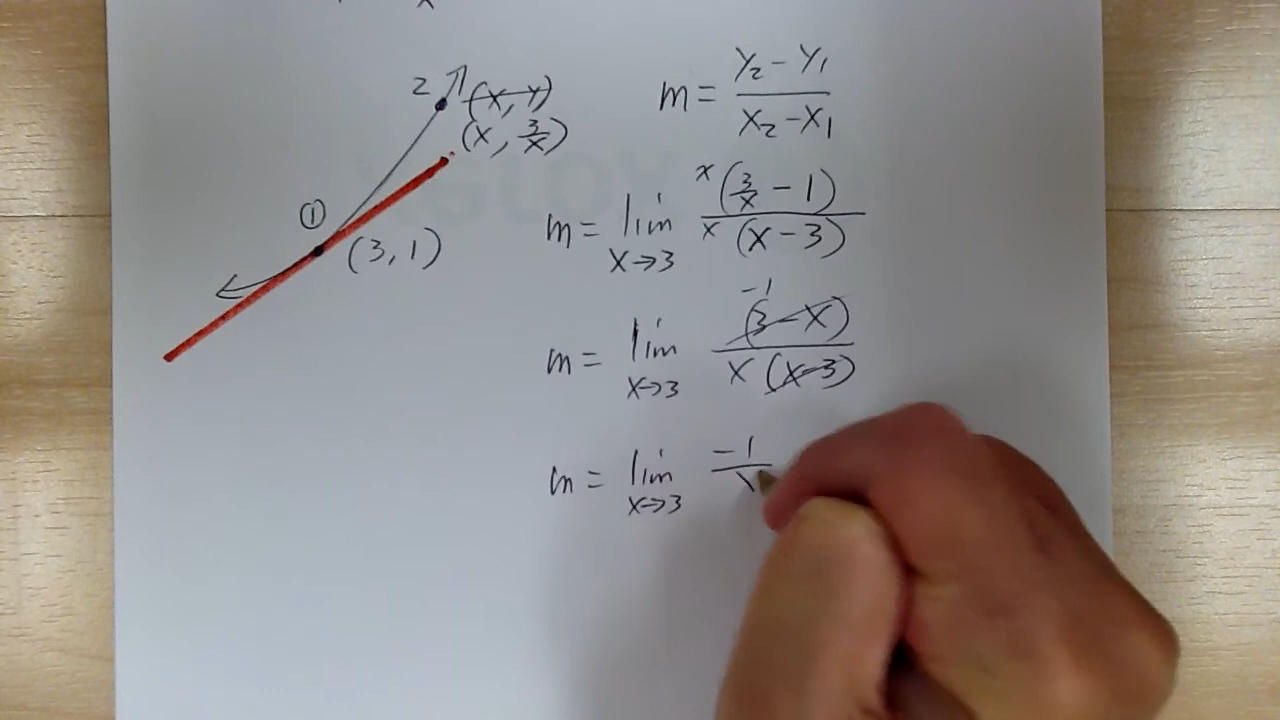 2 (x, y)
(x, 3/x)
①
(3, 1)
m = y₂ - y₁ / x₂ - x₁
m = lim x→3 x(3/x - 1) / x(x - 3)
-1
m = lim x→3 (3 - x) / x(x - 3)
m = lim x→3 -1 / x